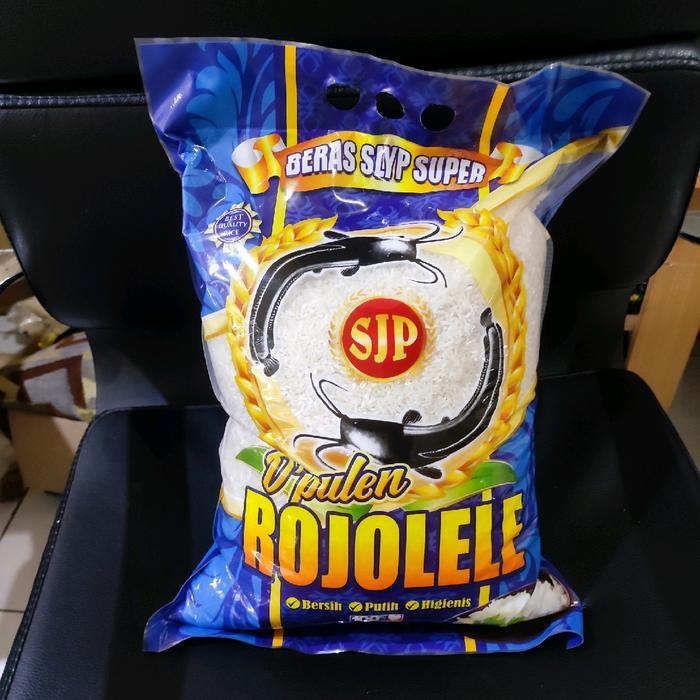 BERAS SLYP SUPER
BEST
QUALITY
RICE
SJP
V'pulen
ROJOLELE
Bersih Putih Higienis